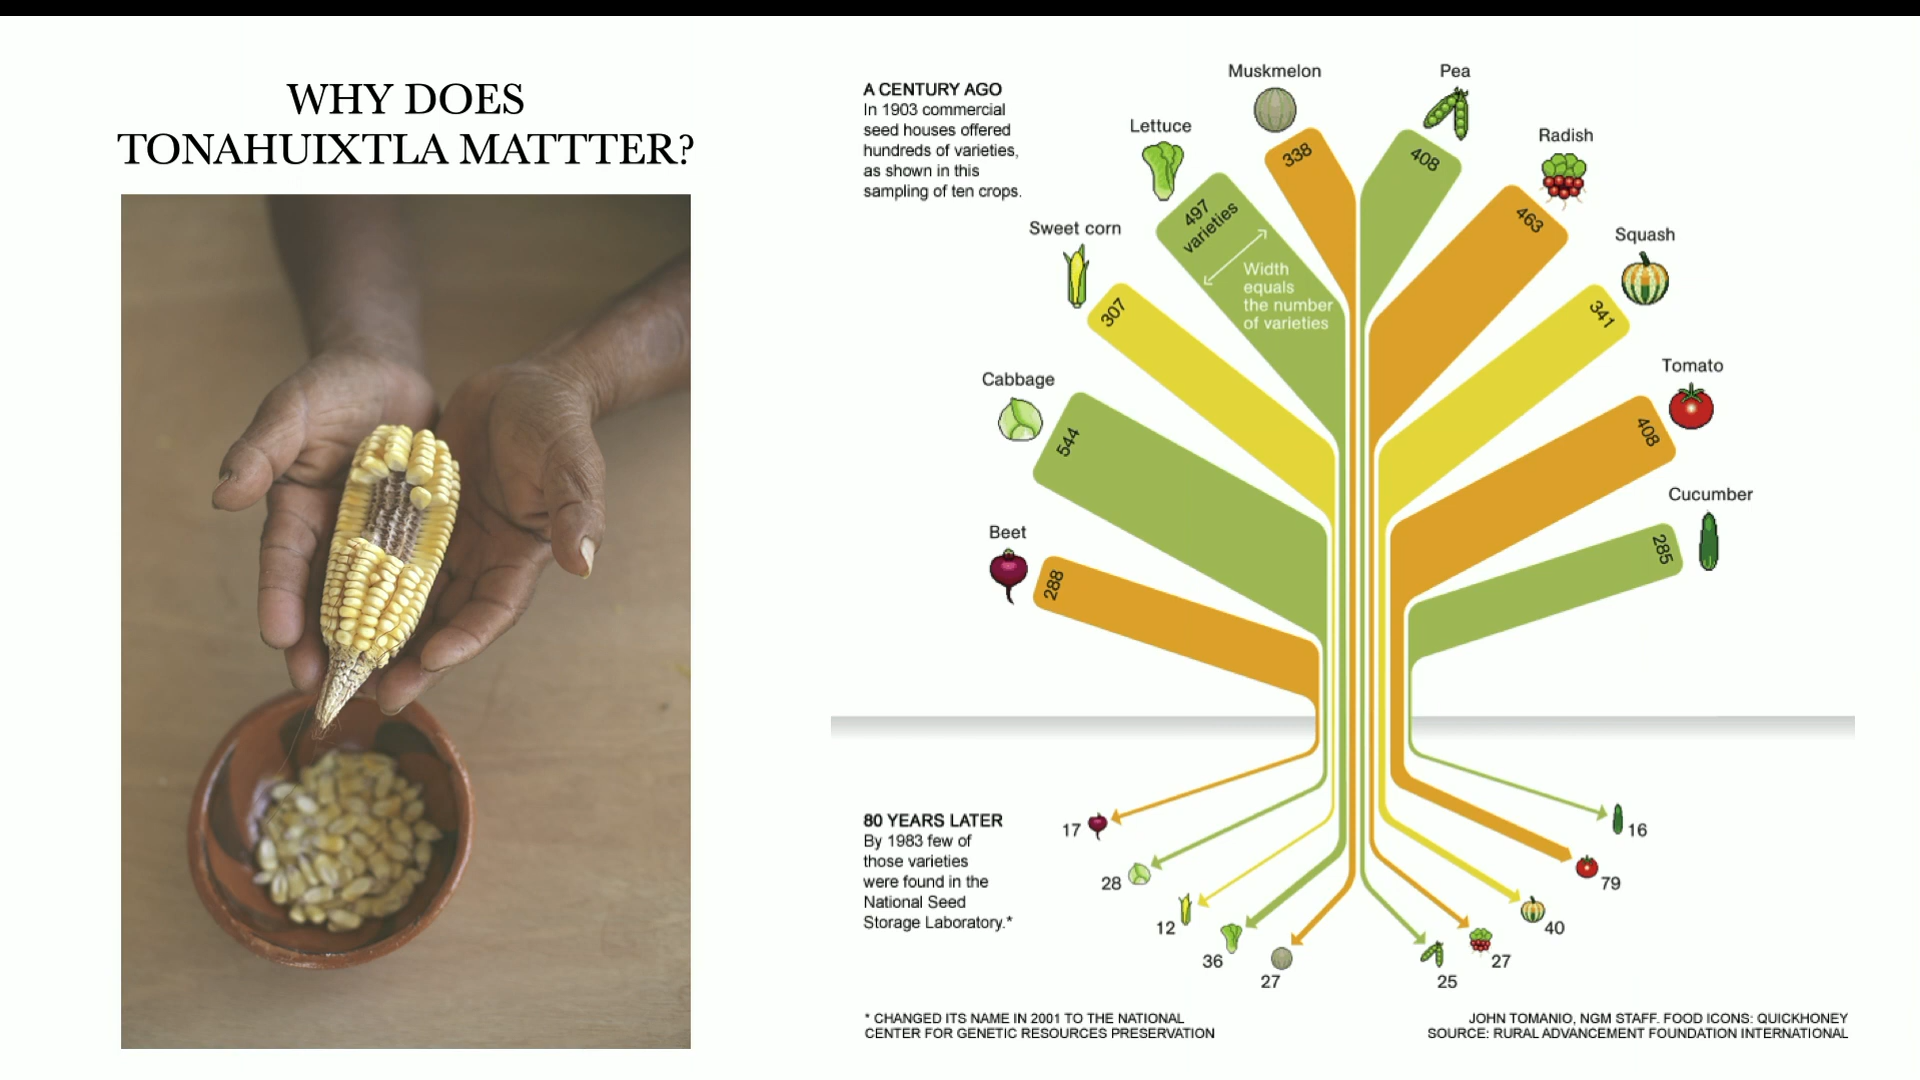 WHY DOES
TONAHUIXTLA MATTTER?
A CENTURY AGO
In 1903 commercial
seed houses offered
hundreds of varieties,
as shown in this
sampling of ten crops.
Muskmelon
338
Pea
408
Lettuce
497
varieties
Width
equals
the number
of varieties
Radish
463
Sweet corn
307
Squash
341
Cabbage
544
Tomato
408
Beet
288
Cucumber
285
80 YEARS LATER
By 1983 few of
those varieties
were found in the
National Seed
Storage Laboratory.*
17
28
12
36
27
25
27
40
79
16
* CHANGED ITS NAME IN 2001 TO THE NATIONAL
CENTER FOR GENETIC RESOURCES PRESERVATION
JOHN TOMANIO, NGM STAFF. FOOD ICONS: QUICKHONEY
SOURCE: RURAL ADVANCEMENT FOUNDATION INTERNATIONAL